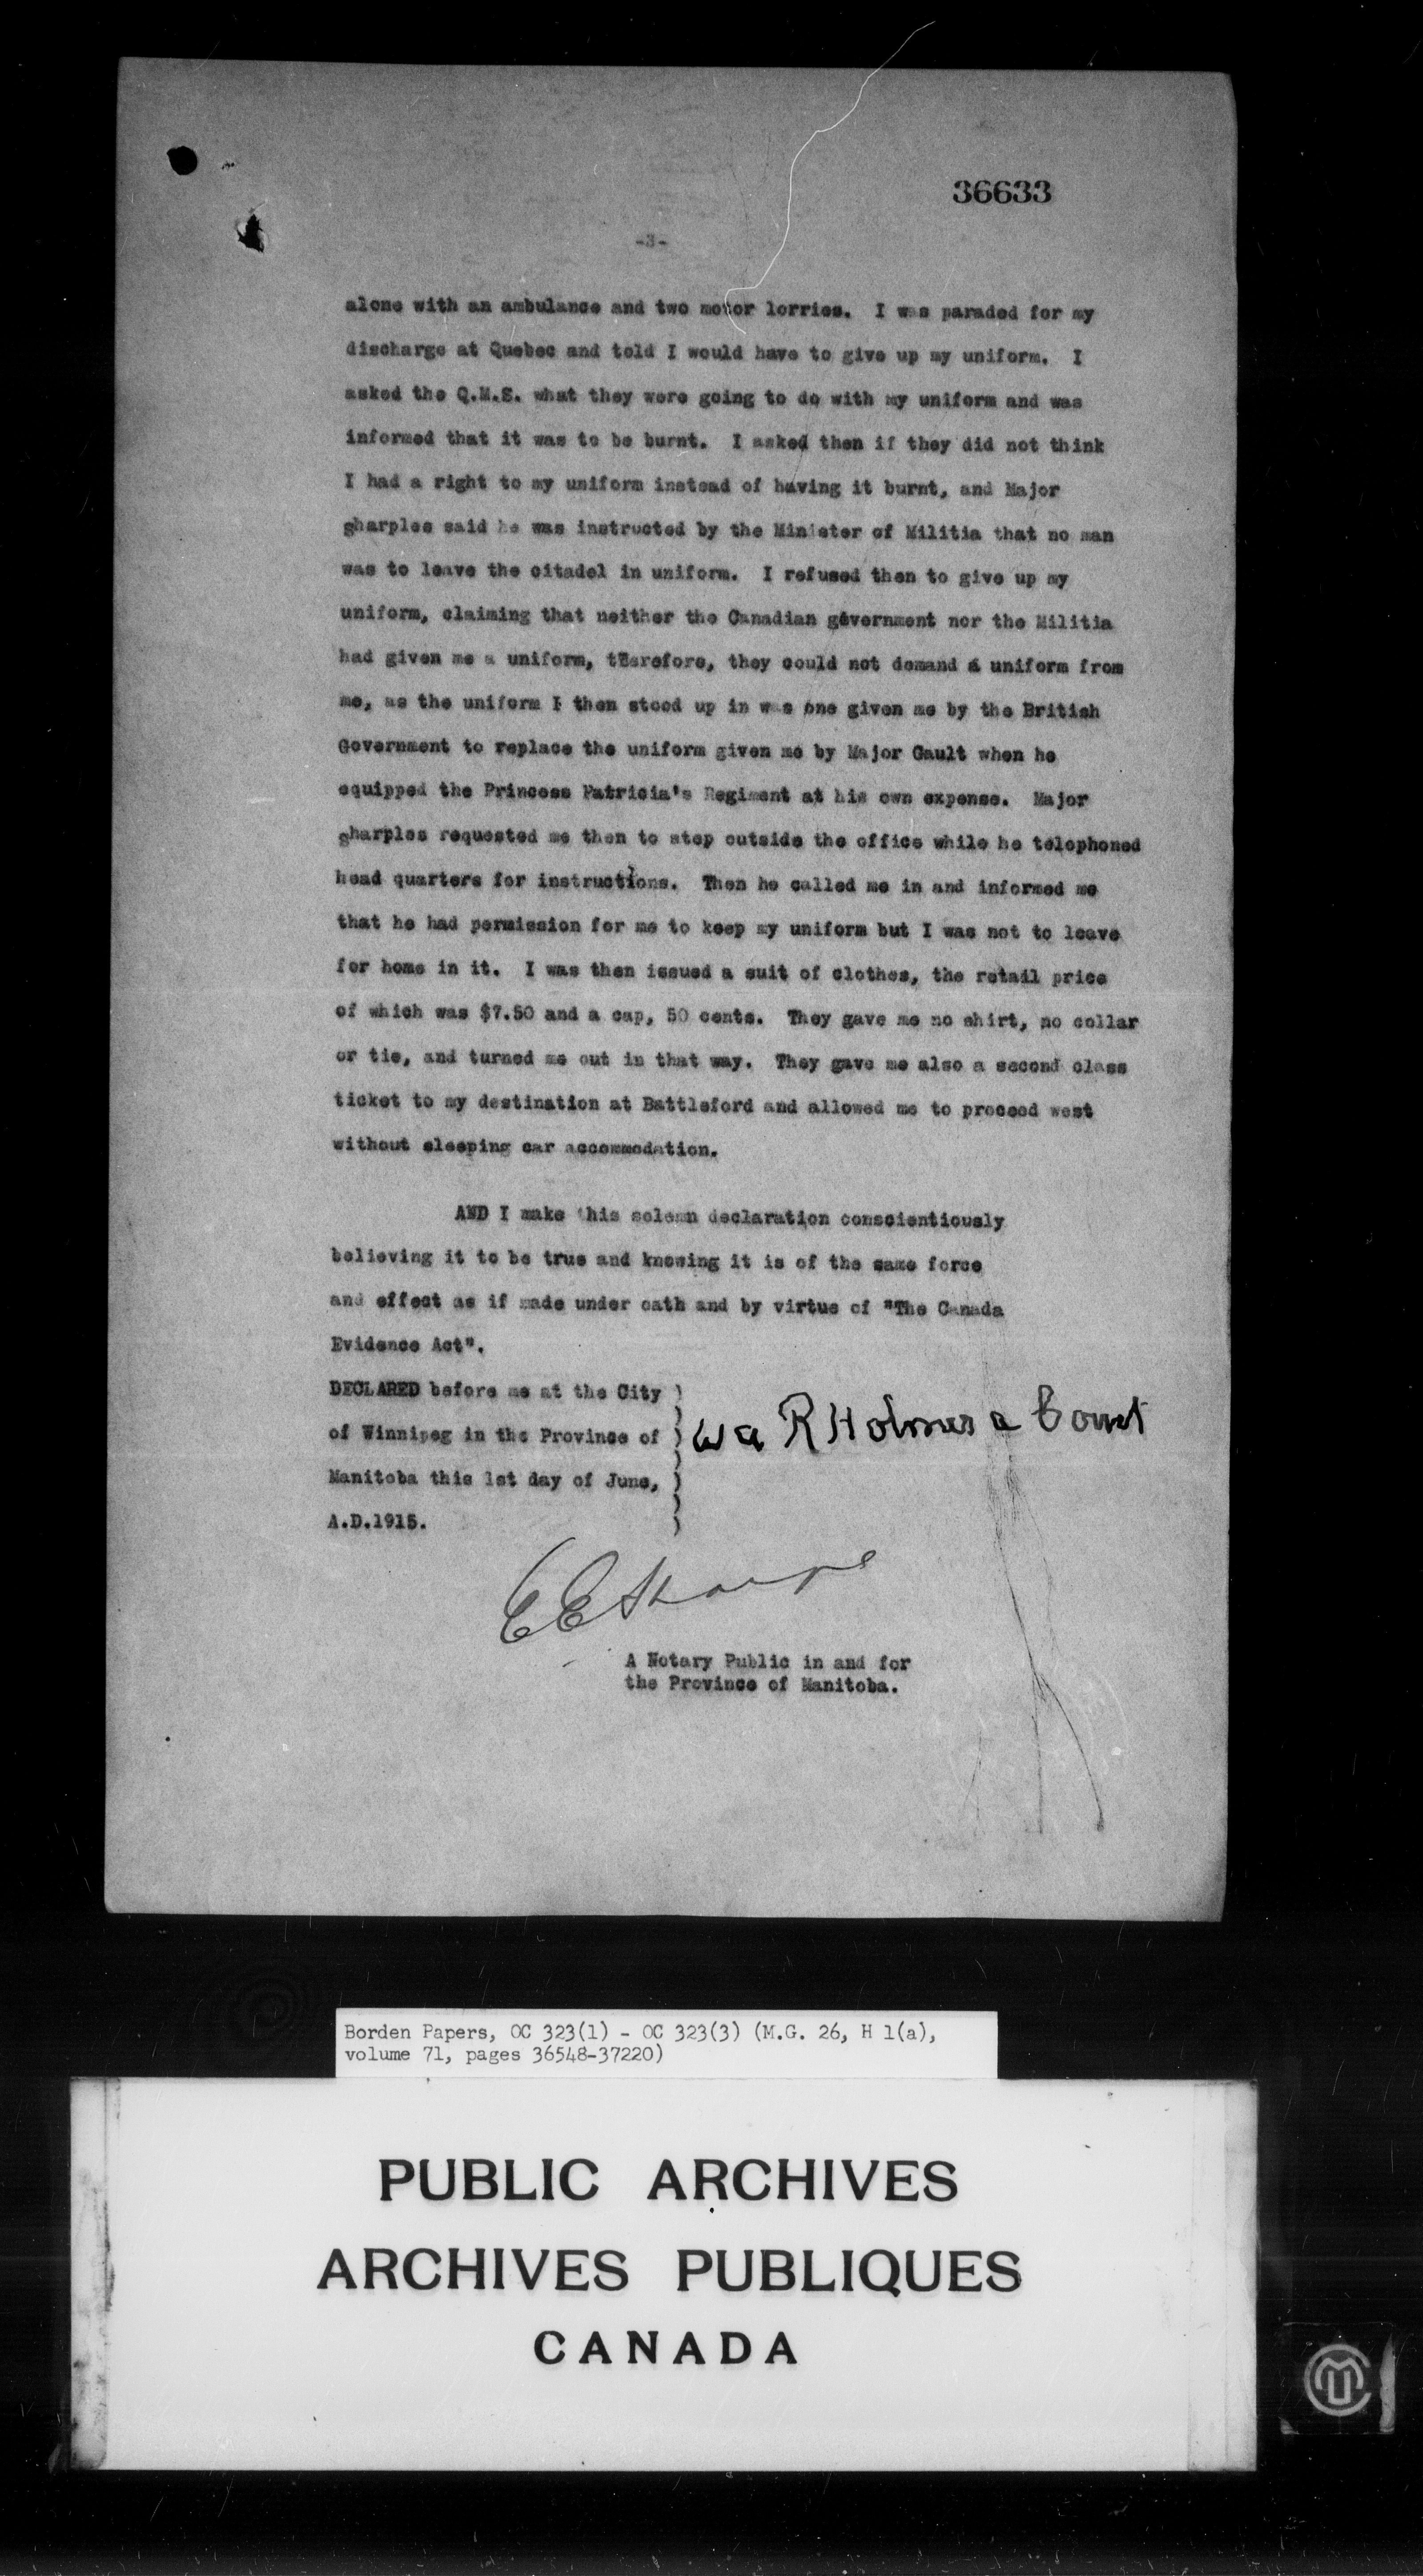 36633
-3-
alone with an ambulance and two motor lorries. I was paraded for my
discharge at Quebec and told I would have to give up my uniform. I
asked the Q.M.S. what they were going to do with my uniform and was
informed that it was to be burnt. I asked then if they did not think
I had a right to my uniform instead of having it burnt, and Major
gharples said he was instructed by the Minister of Militia that no man
was to leave the citadel in uniform. I refused then to give up my
uniform, claiming that neither the Canadian government nor the Militia
had given me a uniform, therefore, they could not demand a uniform from
me, as the uniform I then stood up in was one given me by the British
Government to replace the uniform given me by Major Gault when he
equipped the Princess Patricia's Regiment at his own expense. Major
gharples requested me then to step outside the office while he telephoned
head quarters for instructions. Then he called me in and informed me
that he had permission for me to keep my uniform but I was not to leave
for home in it. I was then issued a suit of clothes, the retail price
of which was $7.50 and a cap, 50 cents. They gave me no shirt, no collar
or tie, and turned me out in that way. They gave me also a second class
ticket to my destination at Battleford and allowed me to proceed west
without sleeping car accommodation.
AND I make this solemn declaration conscientiously
believing it to be true and knowing it is of the same force
and effect as if made under oath and by virtue of "The Canada
Evidence Act".
DECLARED before me at the City )
of Winnipeg in the Province of )
Manitoba this 1st day of June, )
A.D.1915. )
R Holmes a Court
E E Sharpe
A Notary Public in and for
the Province of Manitoba.
Borden Papers, OC 323(1) - OC 323(3) (M.G. 26, H 1(a),
volume 71, pages 36548-37220)
PUBLIC ARCHIVES
ARCHIVES PUBLIQUES
CANADA